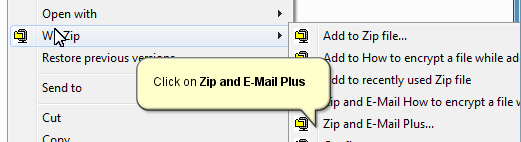 Open with
W Zip
Add to Zip file...
Restore previous versions
Add to How to encrypt a file while ad
Click on Zip and E-Mail Plus
dd to recently used Zip file
Send to
ip and E-Mail How to encrypt a file w
Zip and E-Mail Plus...
Cut
Copy